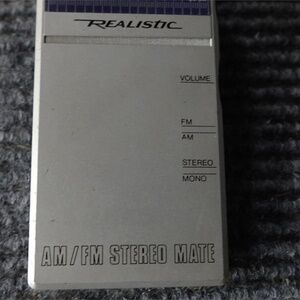 REALISTIC
VOLUME
FM
AM
STEREO
MONO
AM/FM STEREO MATE